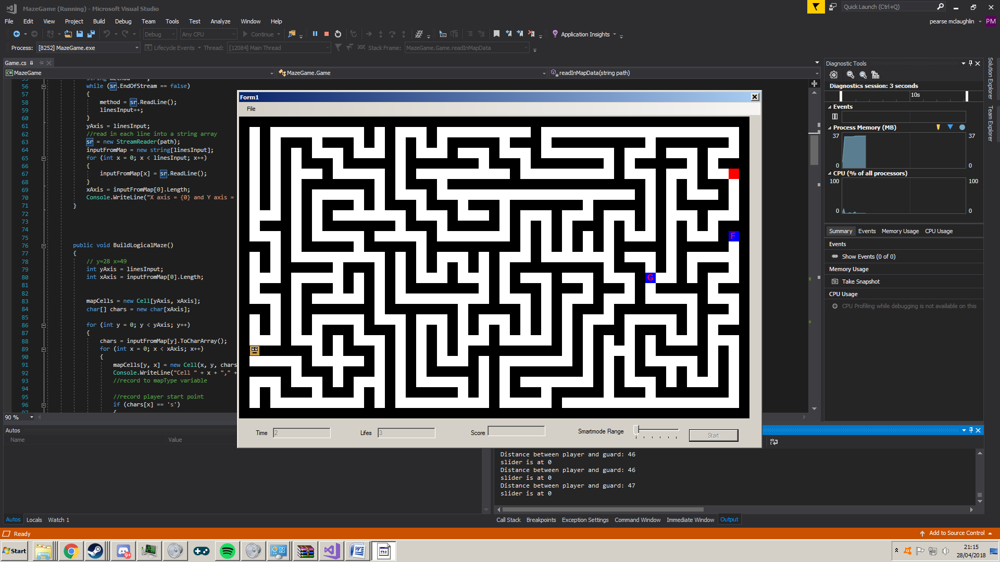 MazeGame (Running) - Microsoft Visual Studio
Quick Launch (Ctrl+Q)
File Edit View Project Build Debug Team Tools Test Analyze Window Help
pearse mclaughlin PM
Debug Any CPU Continue Application Insights
Process: [8252] MazeGame.exe Lifecycle Events Thread: [12084] Main Thread Stack Frame: MazeGame.Game.readInMapData
Game.cs
C# MazeGame MazeGame.Game readInMapData(string path)
56 while (sr.EndOfStream == false)
57 {
58 method = sr.ReadLine();
59 linesInput++;
60 }
61 yAxis = linesInput;
62 //read in each line into a string array
63 sr = new StreamReader(path);
64 inputFromMap = new string[linesInput];
65 for (int x = 0; x < linesInput; x++)
66 {
67 inputFromMap[x] = sr.ReadLine();
68 }
69 xAxis = inputFromMap[0].Length;
70 Console.WriteLine("X axis = {0} and Y axis =
71 }
72
73
74
75
76 public void BuildLogicalMaze()
77 {
78 // y=28 x=49
79 int yAxis = linesInput;
80 int xAxis = inputFromMap[0].Length;
81
82
83 mapCells = new Cell[yAxis, xAxis];
84 char[] chars = new char[xAxis];
85
86 for (int y = 0; y < yAxis; y++)
87 {
88 chars = inputFromMap[y].ToCharArray();
89 for (int x = 0; x < xAxis; x++)
90 {
91 mapCells[y, x] = new Cell(x, y, chars
92 Console.WriteLine("Cell " + x + "," +
93 //record to mapType variable
94
95 //record player start point
96 if (chars[x] == 's')
97 {
90 %
Form1
File
F
G
Time 2 Lifes 3 Score Smartmode Range Start
Diagnostic Tools
Diagnostics session: 3 seconds
10s
Events
Process Memory (MB)
37 37
0 0
CPU (% of all processors)
100 100
0 0
Summary Events Memory Usage CPU Usage
Events
Show Events (0 of 0)
Memory Usage
Take Snapshot
CPU Usage
CPU Profiling while debugging is not available on this
Solution Explorer
Team Explorer
Autos
Name Value
Autos Locals Watch 1
Distance between player and guard: 46
slider is at 0
Distance between player and guard: 46
slider is at 0
Distance between player and guard: 47
slider is at 0
Call Stack Breakpoints Exception Settings Command Window Immediate Window Output
Ready Add to Source Control
Start 9+ 21:15
28/04/2018